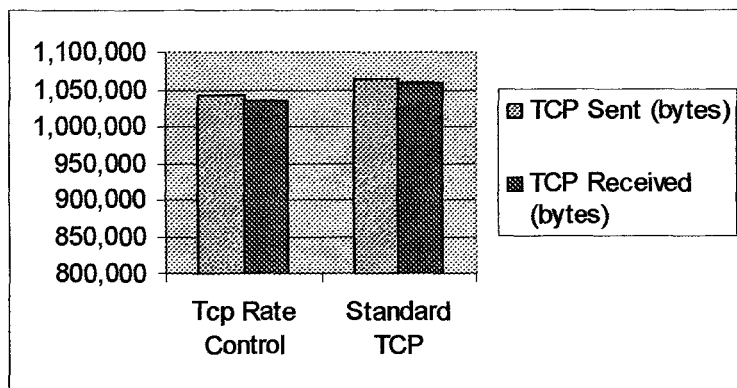 1,100,000
1,050,000
1,000,000
950,000
900,000
850,000
800,000
Tcp Rate
Control
Standard
TCP
TCP Sent (bytes)
TCP Received
(bytes)